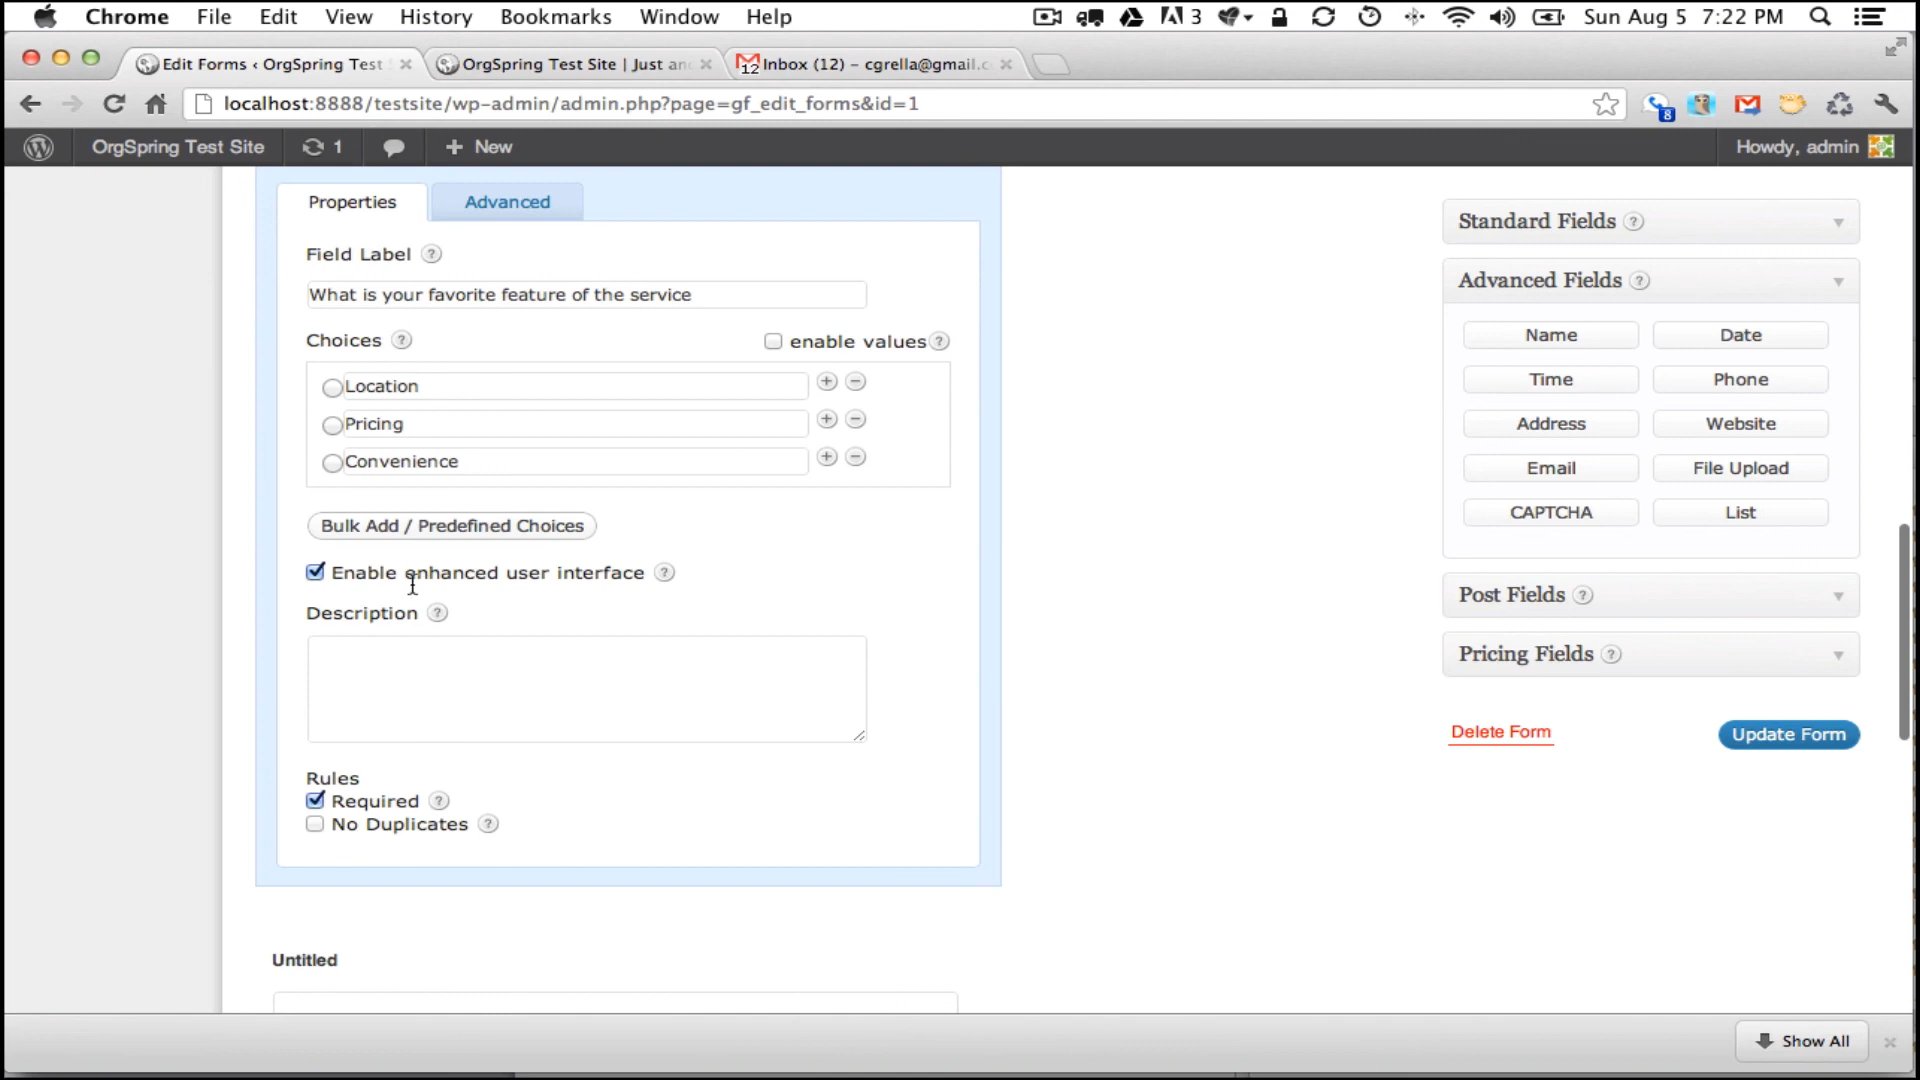 Chrome File Edit View History Bookmarks Window Help 3 Sun Aug 5 7:22 PM
Edit Forms ‹ OrgSpring Test OrgSpring Test Site | Just an 12 Inbox (12) – cgrella@gmail.c
localhost:8888/testsite/wp-admin/admin.php?page=gf_edit_forms&id=1 8
OrgSpring Test Site 1 + New Howdy, admin
Properties Advanced
Standard Fields ?
Field Label ?
Advanced Fields ?
What is your favorite feature of the service
Name Date
Choices ? enable values ?
Location
Time Phone
Pricing
Address Website
Convenience
Email File Upload
CAPTCHA List
Bulk Add / Predefined Choices
Enable enhanced user interface ?
Post Fields ?
Description ?
Pricing Fields ?
Delete Form Update Form
Rules
Required ?
No Duplicates ?
Untitled
Show All